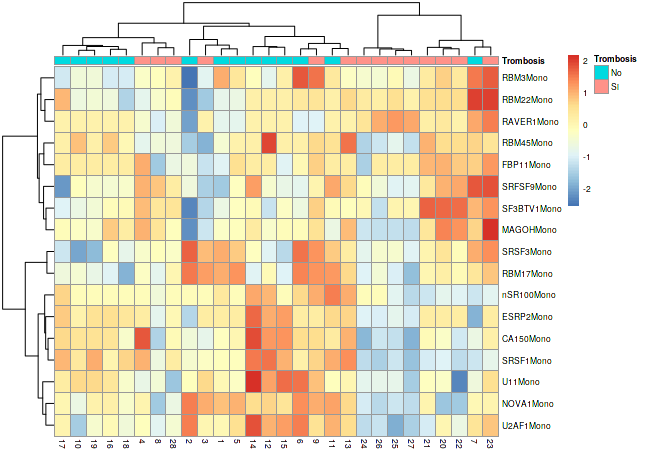 Trombosis
RBM3Mono
RBM22Mono
RAVER1Mono
RBM45Mono
FBP11Mono
SRFSF9Mono
SF3BTV1Mono
MAGOHMono
SRSF3Mono
RBM17Mono
nSR100Mono
ESRP2Mono
CA150Mono
SRSF1Mono
U11Mono
NOVA1Mono
U2AF1Mono
17 10 19 16 18 4 8 28 2 3 1 5 14 12 15 6 9 11 13 24 26 25 27 21 20 22 7 23
2
1
0
-1
-2
Trombosis
No
SI